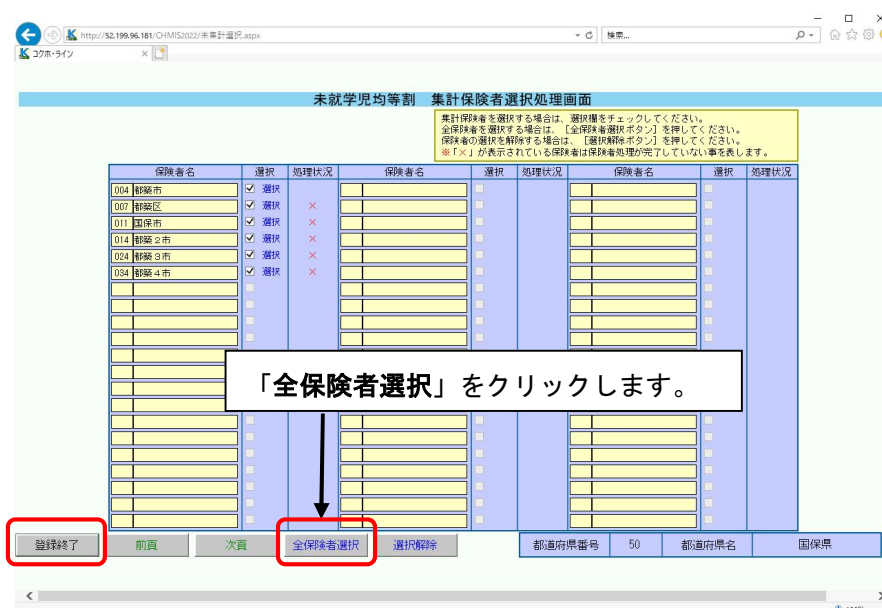 http://52.199.96.181/CHMIS2022/未集計選択.aspx
検索...
コクホ・ライン
未就学児均等割 集計保険者選択処理画面
集計保険者を選択する場合は、選択欄をチェックしてください。
全保険者を選択する場合は、[全保険者選択ボタン]を押してください。
保険者の選択を解除する場合は、[選択解除ボタン]を押してください。
※「×」が表示されている保険者は保険者処理が完了していない事を表します。
保険者名 選択 処理状況 保険者名 選択 処理状況 保険者名 選択 処理状況
004 都築市 選択
007 都築区 選択 ×
011 国保市 選択 ×
014 都築2市 選択 ×
024 都築3市 選択 ×
034 都築4市 選択 ×
「全保険者選択」をクリックします。
登録終了 前頁 次頁 全保険者選択 選択解除 都道府県番号 50 都道府県名 国保県